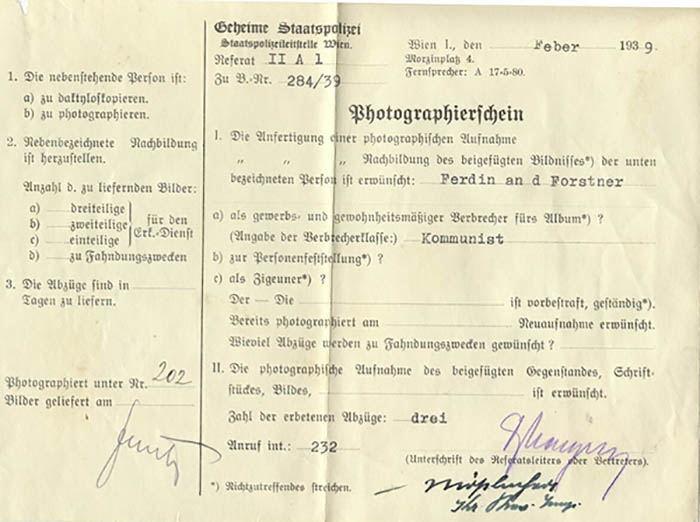 1. Die nebenstehende Person ist:
a) zu daktyloskopieren.
b) zu photographieren.
2. Nebenbezeichnete Nachbildung
ist herzustellen.
Anzahl d. zu liefernden Bilder:
a) dreiteilige
b) zweiteilige
c) einteilige
für den
Erk.-Dienst
d) zu Fahndungszwecken
3. Die Abzüge sind in
Tagen zu liefern.
Photographiert unter Nr. 202
Bilder geliefert am
Geheime Staatspolizei
Staatspolizeileitstelle Wien.
Referat II A 1
Zu B.-Nr. 284/39
Wien I., den Feber 1939.
Morzinplatz 4.
Fernsprecher: A 17-5-80.
Photographierschein
I. Die Anfertigung einer photographischen Aufnahme
„ „ „ Nachbildung des beigefügten Bildnisses*) der unten
bezeichneten Person ist erwünscht: Ferdin an d Forstner
a) als gewerbs- und gewohnheitsmäßiger Verbrecher fürs Album*) ?
(Angabe der Verbrecherklasse:) Kommunist
b) zur Personenfeststellung*) ?
c) als Zigeuner*) ?
Der — Die ist vorbestraft, geständig*).
Bereits photographiert am Neuaufnahme erwünscht.
Wieviel Abzüge werden zu Fahndungszwecken gewünscht ?
II. Die photographische Aufnahme des beigefügten Gegenstandes, Schrift-
stückes, Bildes, ist erwünscht.
Zahl der erbetenen Abzüge: drei
Anruf int.: 232
(Unterschrift des Referatsleiters oder Vertreters).
*) Nichtzutreffendes streichen.